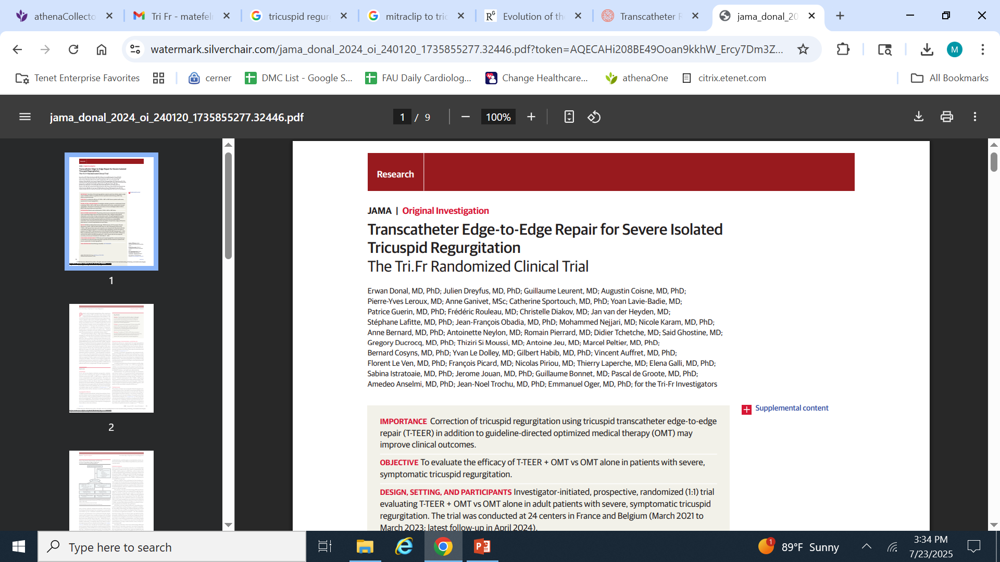 athenaCollecto
Tri Fr - matefel
tricuspid regur
mitraclip to tric
Evolution of th
Transcatheter R
jama_donal_20
watermark.silverchair.com/jama_donal_2024_oi_240120_1735855277.32446.pdf?token=AQECAHi208BE49Ooan9kkhW_Ercy7Dm3Z...
M
Tenet Enterprise Favorites
cerner
DMC List - Google S...
FAU Daily Cardiolog...
Change Healthcare...
athenaOne
citrix.etenet.com
All Bookmarks
jama_donal_2024_oi_240120_1735855277.32446.pdf
1 / 9
100%
1
2
Research
JAMA | Original Investigation
Transcatheter Edge-to-Edge Repair for Severe Isolated
Tricuspid Regurgitation
The Tri.Fr Randomized Clinical Trial
Erwan Donal, MD, PhD; Julien Dreyfus, MD, PhD; Guillaume Leurent, MD; Augustin Coisne, MD, PhD;
Pierre-Yves Leroux, MD; Anne Ganivet, MSc; Catherine Sportouch, MD, PhD; Yoan Lavie-Badie, MD;
Patrice Guerin, MD, PhD; Frédéric Rouleau, MD; Christelle Diakov, MD; Jan van der Heyden, MD;
Stéphane Lafitte, MD, PhD; Jean-François Obadia, MD, PhD; Mohammed Nejjari, MD; Nicole Karam, MD, PhD;
Anne Bernard, MD, PhD; Antoinette Neylon, MD; Romain Pierrard, MD; Didier Tchetche, MD; Said Ghostine, MD;
Gregory Ducrocq, MD, PhD; Thiziri Si Moussi, MD; Antoine Jeu, MD; Marcel Peltier, MD, PhD;
Bernard Cosyns, MD, PhD; Yvan Le Dolley, MD; Gilbert Habib, MD, PhD; Vincent Auffret, MD, PhD;
Florent Le Ven, MD, PhD; François Picard, MD; Nicolas Piriou, MD; Thierry Laperche, MD; Elena Galli, MD, PhD;
Sabina Istratoaie, MD, PhD; Jerome Jouan, MD, PhD; Guillaume Bonnet, MD; Pascal de Groote, MD, PhD;
Amedeo Anselmi, MD, PhD; Jean-Noel Trochu, MD, PhD; Emmanuel Oger, MD, PhD; for the Tri-Fr Investigators
Supplemental content
IMPORTANCE Correction of tricuspid regurgitation using tricuspid transcatheter edge-to-edge
repair (T-TEER) in addition to guideline-directed optimized medical therapy (OMT) may
improve clinical outcomes.
OBJECTIVE To evaluate the efficacy of T-TEER + OMT vs OMT alone in patients with severe,
symptomatic tricuspid regurgitation.
DESIGN, SETTING, AND PARTICIPANTS Investigator-initiated, prospective, randomized (1:1) trial
evaluating T-TEER + OMT vs OMT alone in adult patients with severe, symptomatic tricuspid
regurgitation. The trial was conducted at 24 centers in France and Belgium (March 2021 to
March 2023; latest follow-up in April 2024).
Type here to search
1
89°F Sunny
3:34 PM
7/23/2025